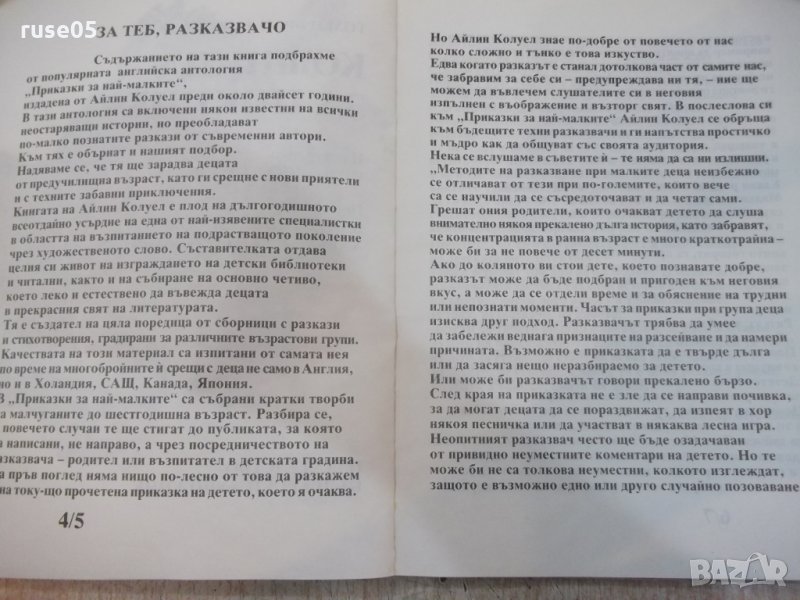 ruse05
ЗА ТЕБ, РАЗКАЗВАЧО
Съдържанието на тази книга подбрахме
от популярната английска антология
„Приказки за най-малките“,
издадена от Айлин Колуел преди около двайсет години.
В тази антология са включени някои известни на всички
неостаряващи истории, но преобладават
по-малко познатите разкази от съвременни автори.
Към тях е обърнат и нашият подбор.
Надяваме се, че тя ще зарадва децата
от предучилищна възраст, като ги срещне с нови приятели
и с техните забавни приключения.
Книгата на Айлин Колуел е плод на дългогодишното
всеотдайно усърдие на една от най-изявените специалистки
в областта на възпитанието на подрастващото поколение
чрез художественото слово. Съставителката отдава
целия си живот на изграждането на детски библиотеки
и читални, както и на събиране на основно четиво,
което леко и естествено да въвежда децата
в прекрасния свят на литературата.
Тя е създател на цяла поредица от сборници с разкази
и стихотворения, градирани за различните възрастови групи.
Качествата на този материал са изпитани от самата нея
по време на многобройните ѝ срещи с деца не само в Англия,
но и в Холандия, САЩ, Канада, Япония.
В „Приказки за най-малките“ са събрани кратки творби
за малчуганите до шестгодишна възраст. Разбира се,
повечето случаи те ще стигат до публиката, за която
са написани, не направо, а чрез посредничеството на
разказвача – родител или възпитател в детската градина.
На пръв поглед няма нищо по-лесно от това да разкажем
на току-що прочетена приказка на детето, което я очаква.
4/5
Но Айлин Колуел знае по-добре от повечето от нас
колко сложно и тънко е това изкуство.
Едва когато разказът е станал дотолкова част от самите нас,
че забравим за себе си – предупреждава ни тя, – ние ще
можем да въвлечем слушателите си в неговия
изпълнен с въображение и възторг свят. В послеслова си
към „Приказки за най-малките“ Айлин Колуел се обръща
към бъдещите техни разказвачи и ги напътства простичко
и мъдро как да общуват със своята аудитория.
Нека се вслушаме в съветите ѝ – те няма да са ни излишни.
„Методите на разказване при малките деца неизбежно
се отличават от тези при по-големите, които вече
са се научили да се съсредоточават и да четат сами.
Грешат ония родители, които очакват детето да слуша
внимателно някоя прекалено дълга история, като забравят,
че концентрацията в ранна възраст е много краткотрайна –
може би за не повече от десет минути.
Ако до коляното ви стои дете, което познавате добре,
разказът може да бъде подбран и пригоден към неговия
вкус, а може да се отдели време и за обяснение на трудни
или непознати моменти. Часът за приказки при група деца
изисква друг подход. Разказвачът трябва да умее
да забележи веднага признаците на разсейване и да намери
причината. Възможно е приказката да е твърде дълга
или да засяга нещо неразбираемо за детето.
Или може би разказвачът говори прекалено бързо.
След края на приказката не е зле да се направи почивка,
за да могат децата да се пораздвижат, да изпеят в хор
някоя песничка или да участват в някаква лесна игра.
Неопитният разказвач често ще бъде озадачаван
от привидно неуместните коментари на детето. Но те
може би не са толкова неуместни, колкото изглеждат,
защото е възможно едно или друго случайно позоваване
BAZAR